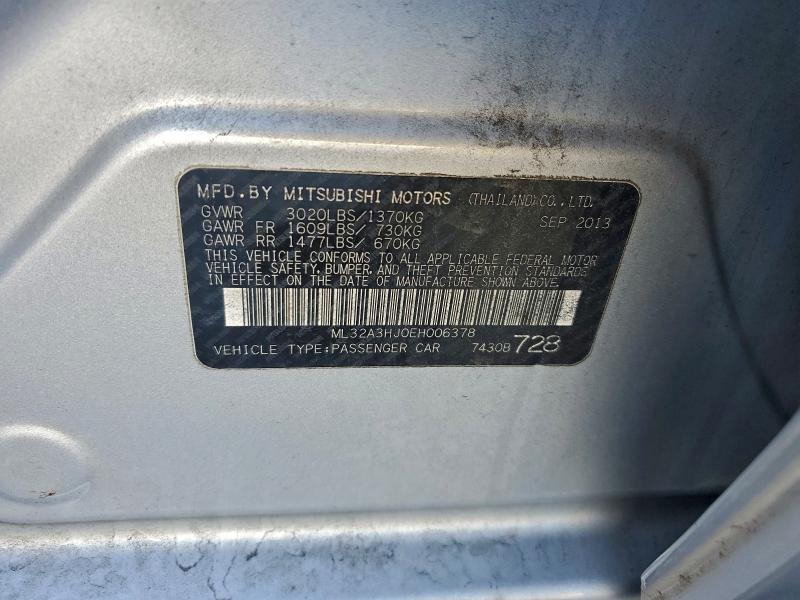 MFD. BY MITSUBISHI MOTORS (THAILAND) CO., LTD.
GVWR 3020LBS/1370KG SEP 2013
GAWR FR 1609LBS/ 730KG
GAWR RR 1477LBS/ 670KG
THIS VEHICLE CONFORMS TO ALL APPLICABLE FEDERAL MOTOR
VEHICLE SAFETY, BUMPER, AND THEFT PREVENTION STANDARDS
IN EFFECT ON THE DATE OF MANUFACTURE SHOWN ABOVE.
ML32A3HJ0EH006378
VEHICLE TYPE:PASSENGER CAR 7430B 728